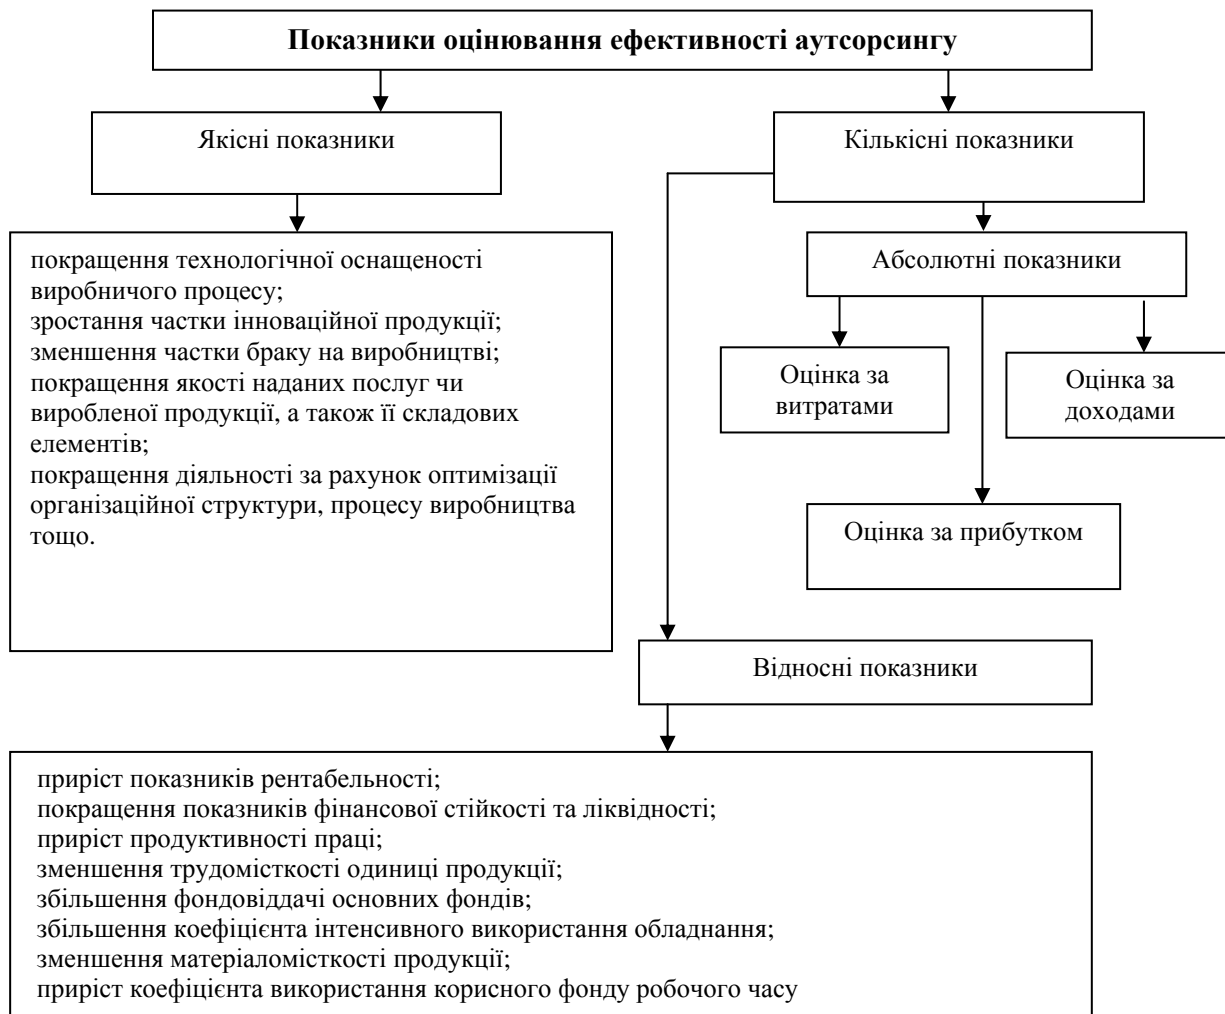 Показники оцінювання ефективності аутсорсингу
Якісні показники
Кількісні показники
покращення технологічної оснащеності
виробничого процесу;
зростання частки інноваційної продукції;
зменшення частки браку на виробництві;
покращення якості наданих послуг чи
виробленої продукції, а також її складових
елементів;
покращення діяльності за рахунок оптимізації
організаційної структури, процесу виробництва
тощо.
Абсолютні показники
Оцінка за
витратами
Оцінка за
доходами
Оцінка за прибутком
Відносні показники
приріст показників рентабельності;
покращення показників фінансової стійкості та ліквідності;
приріст продуктивності праці;
зменшення трудомісткості одиниці продукції;
збільшення фондовіддачі основних фондів;
збільшення коефіцієнта інтенсивного використання обладнання;
зменшення матеріаломісткості продукції;
приріст коефіцієнта використання корисного фонду робочого часу